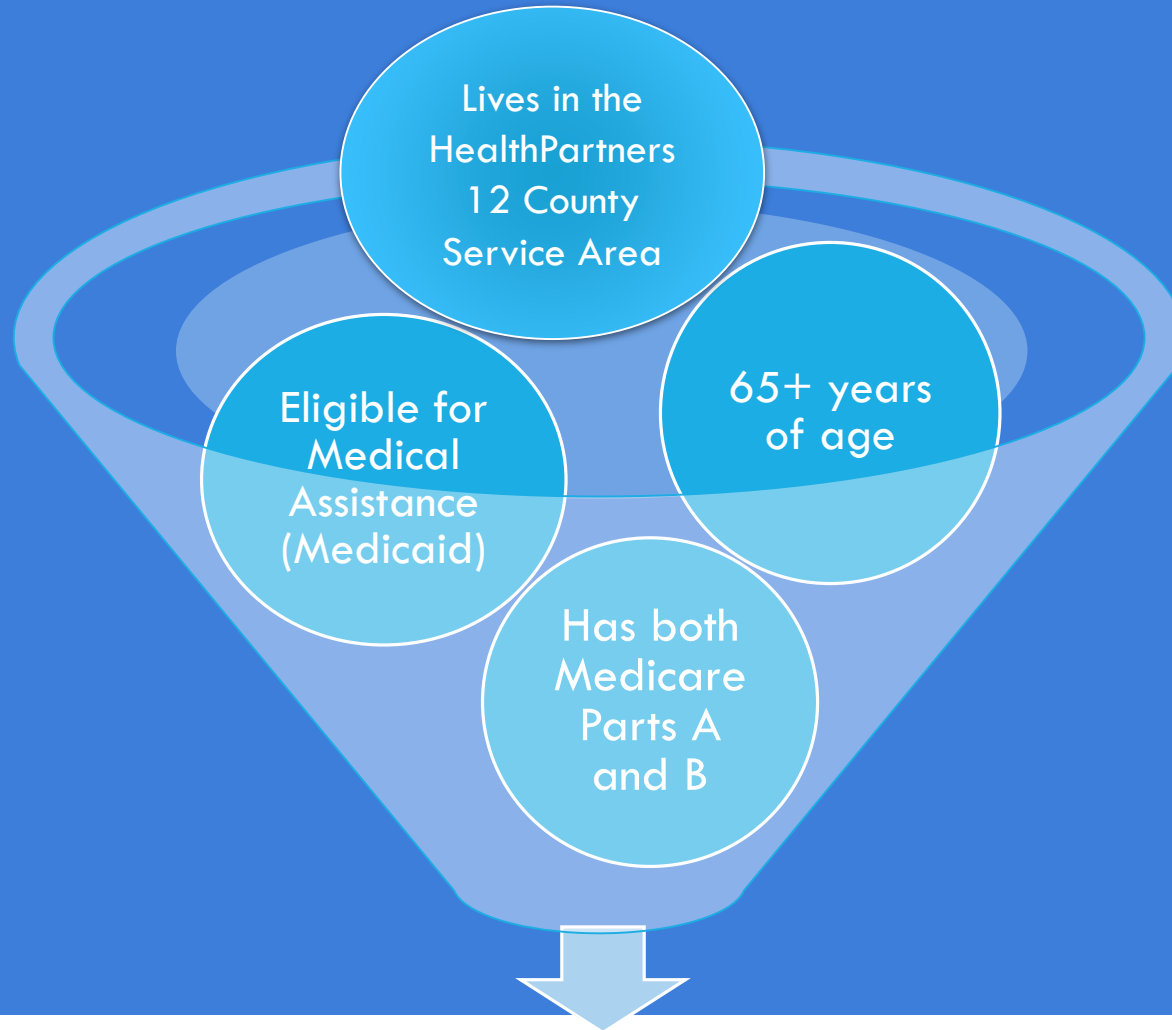 Lives in the
HealthPartners
12 County
Service Area
Eligible for
Medical
Assistance
(Medicaid)
65+ years
of age
Has both
Medicare
Parts A
and B